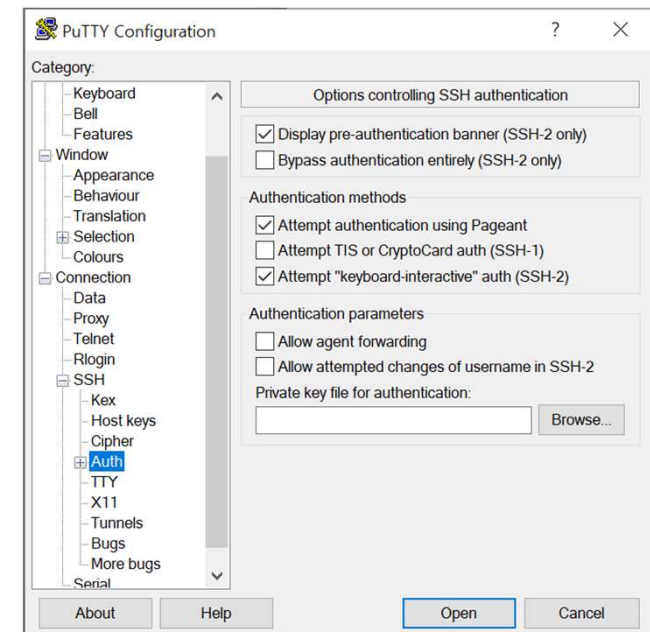 PuTTY Configuration
?
Category:
Keyboard
Bell
Features
Window
Appearance
Behaviour
Translation
Selection
Colours
Connection
Data
Proxy
Telnet
Rlogin
SSH
Kex
Host keys
Cipher
Auth
TTY
X11
Tunnels
Bugs
More bugs
Serial
Options controlling SSH authentication
Display pre-authentication banner (SSH-2 only)
Bypass authentication entirely (SSH-2 only)
Authentication methods
Attempt authentication using Pageant
Attempt TIS or CryptoCard auth (SSH-1)
Attempt "keyboard-interactive" auth (SSH-2)
Authentication parameters
Allow agent forwarding
Allow attempted changes of username in SSH-2
Private key file for authentication:
Browse...
About
Help
Open
Cancel